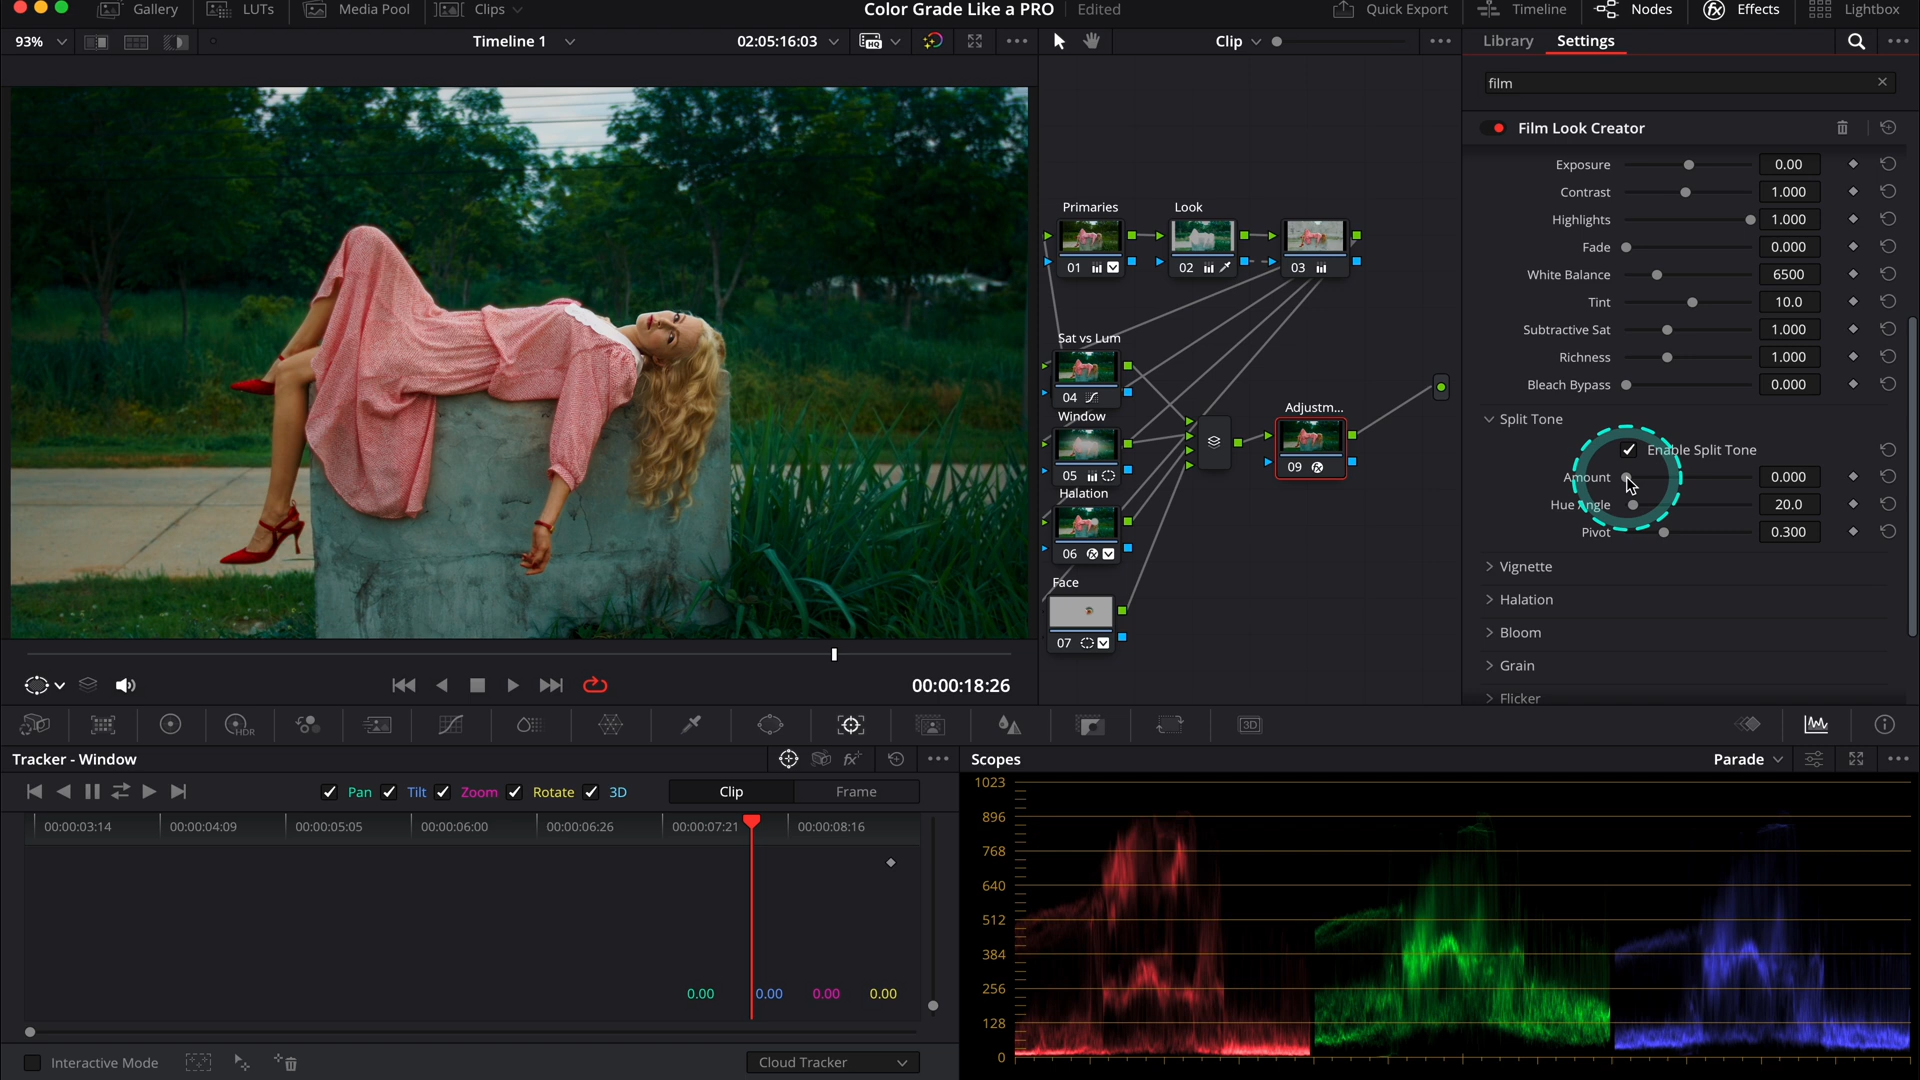 Gallery LUTs Media Pool Clips Color Grade Like a PRO Edited Quick Export Timeline Nodes Effects Lightbox
93% Timeline 1 02:05:16:03 HQ Clip Library Settings
film
Film Look Creator
Exposure 0.00
Contrast 1.000
Highlights 1.000
Fade 0.000
White Balance 6500
Tint 10.0
Subtractive Sat 1.000
Richness 1.000
Bleach Bypass 0.000
Split Tone
Enable Split Tone
Amount 0.000
Hue Angle 20.0
Pivot 0.300
Vignette
Halation
Bloom
Grain
Flicker
Primaries Look
01 02 03
Sat vs Lum
04
Window
05
Halation
06
Face
07
Adjustm...
09
00:00:18:26
HDR 3D
Tracker - Window
Pan Tilt Zoom Rotate 3D Clip Frame
00:00:03:14 00:00:04:09 00:00:05:05 00:00:06:00 00:00:06:26 00:00:07:21 00:00:08:16
0.00 0.00 0.00 0.00
Interactive Mode Cloud Tracker
Scopes Parade
1023
896
768
640
512
384
256
128
0